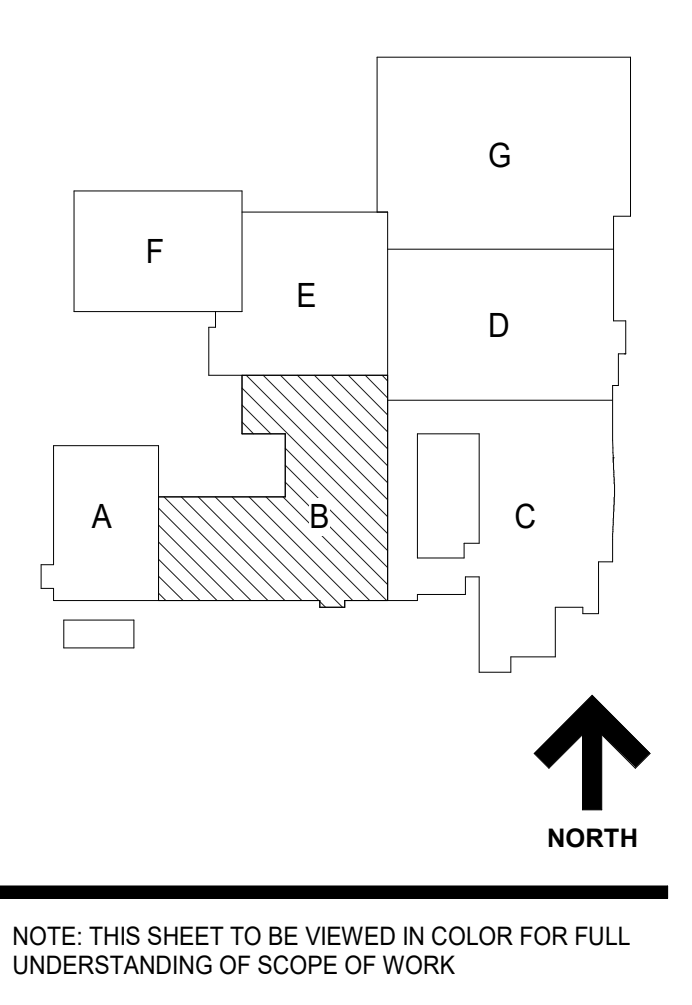 G
F
E
D
A
B
C
NORTH
NOTE: THIS SHEET TO BE VIEWED IN COLOR FOR FULL
UNDERSTANDING OF SCOPE OF WORK